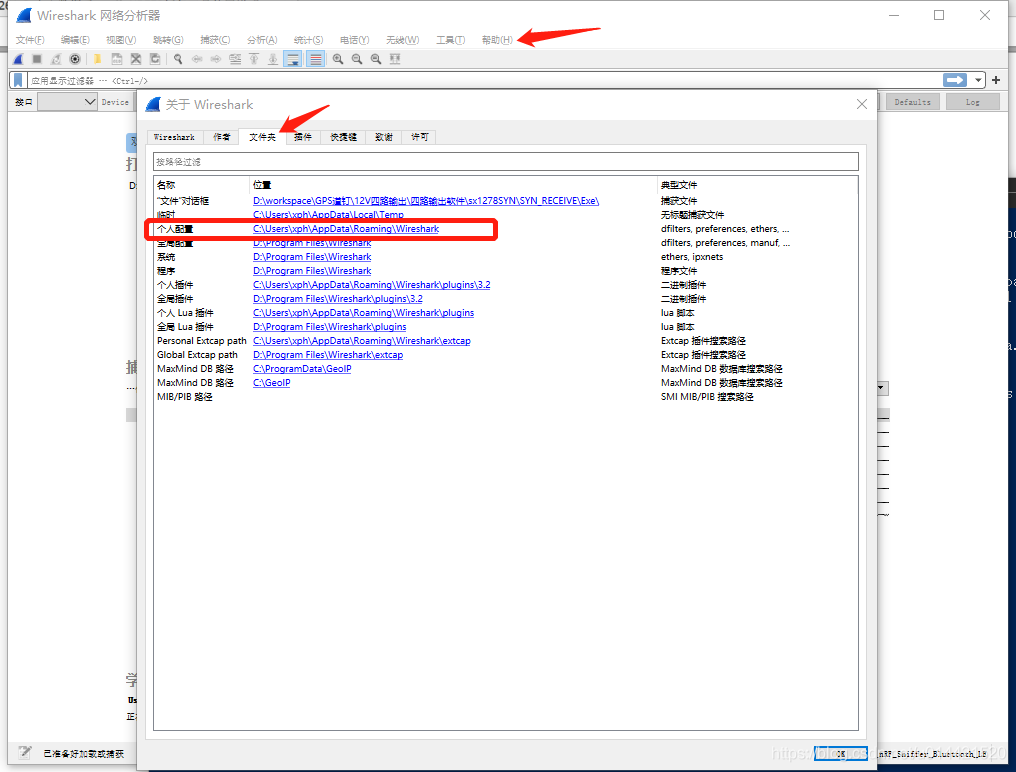 Wireshark 网络分析器
文件(F) 编辑(E) 视图(V) 跳转(G) 捕获(C) 分析(A) 统计(S) 电话(Y) 无线(W) 工具(T) 帮助(H)
应用显示过滤器 … <Ctrl-/>
接口 Device Defaults Log
关于 Wireshark
Wireshark 作者 文件夹 插件 快捷键 致谢 许可
按路径过滤
名称 位置 典型文件
"文件"对话框 D:\workspace\GPS道钉\12V四路输出\四路输出软件\sx1278SYN\SYN_RECEIVE\Exe\ 捕获文件
临时 C:\Users\xph\AppData\Local\Temp 无标题捕获文件
个人配置 C:\Users\xph\AppData\Roaming\Wireshark dfilters, preferences, ethers, ...
全局配置 D:\Program Files\Wireshark dfilters, preferences, manuf, ...
系统 D:\Program Files\Wireshark ethers, ipxnets
程序 D:\Program Files\Wireshark 程序文件
个人插件 C:\Users\xph\AppData\Roaming\Wireshark\plugins\3.2 二进制插件
全局插件 D:\Program Files\Wireshark\plugins\3.2 二进制插件
个人 Lua 插件 C:\Users\xph\AppData\Roaming\Wireshark\plugins lua 脚本
全局 Lua 插件 D:\Program Files\Wireshark\plugins lua 脚本
Personal Extcap path C:\Users\xph\AppData\Roaming\Wireshark\extcap Extcap 插件搜索路径
Global Extcap path D:\Program Files\Wireshark\extcap Extcap 插件搜索路径
MaxMind DB 路径 C:\ProgramData\GeoIP MaxMind DB 数据库搜索路径
MaxMind DB 路径 C:\GeoIP MaxMind DB 数据库搜索路径
MIB/PIB 路径 SMI MIB/PIB 搜索路径
打
捕
学
Us
已准备好加载或捕获 OK nRF_Sniffer_Bluetooth_LE